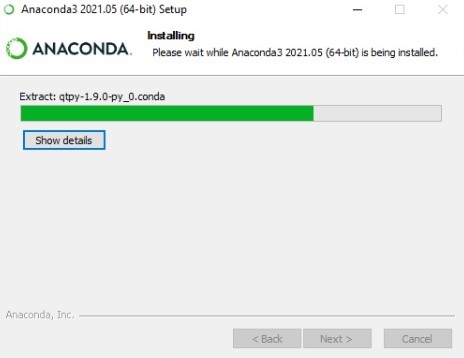 Anaconda3 2021.05 (64-bit) Setup
ANACONDA.
Installing
Please wait while Anaconda3 2021.05 (64-bit) is being installed.
Extract: qtpy-1.9.0-py_0.conda
Show details
Anaconda, Inc.
< Back
Next >
Cancel